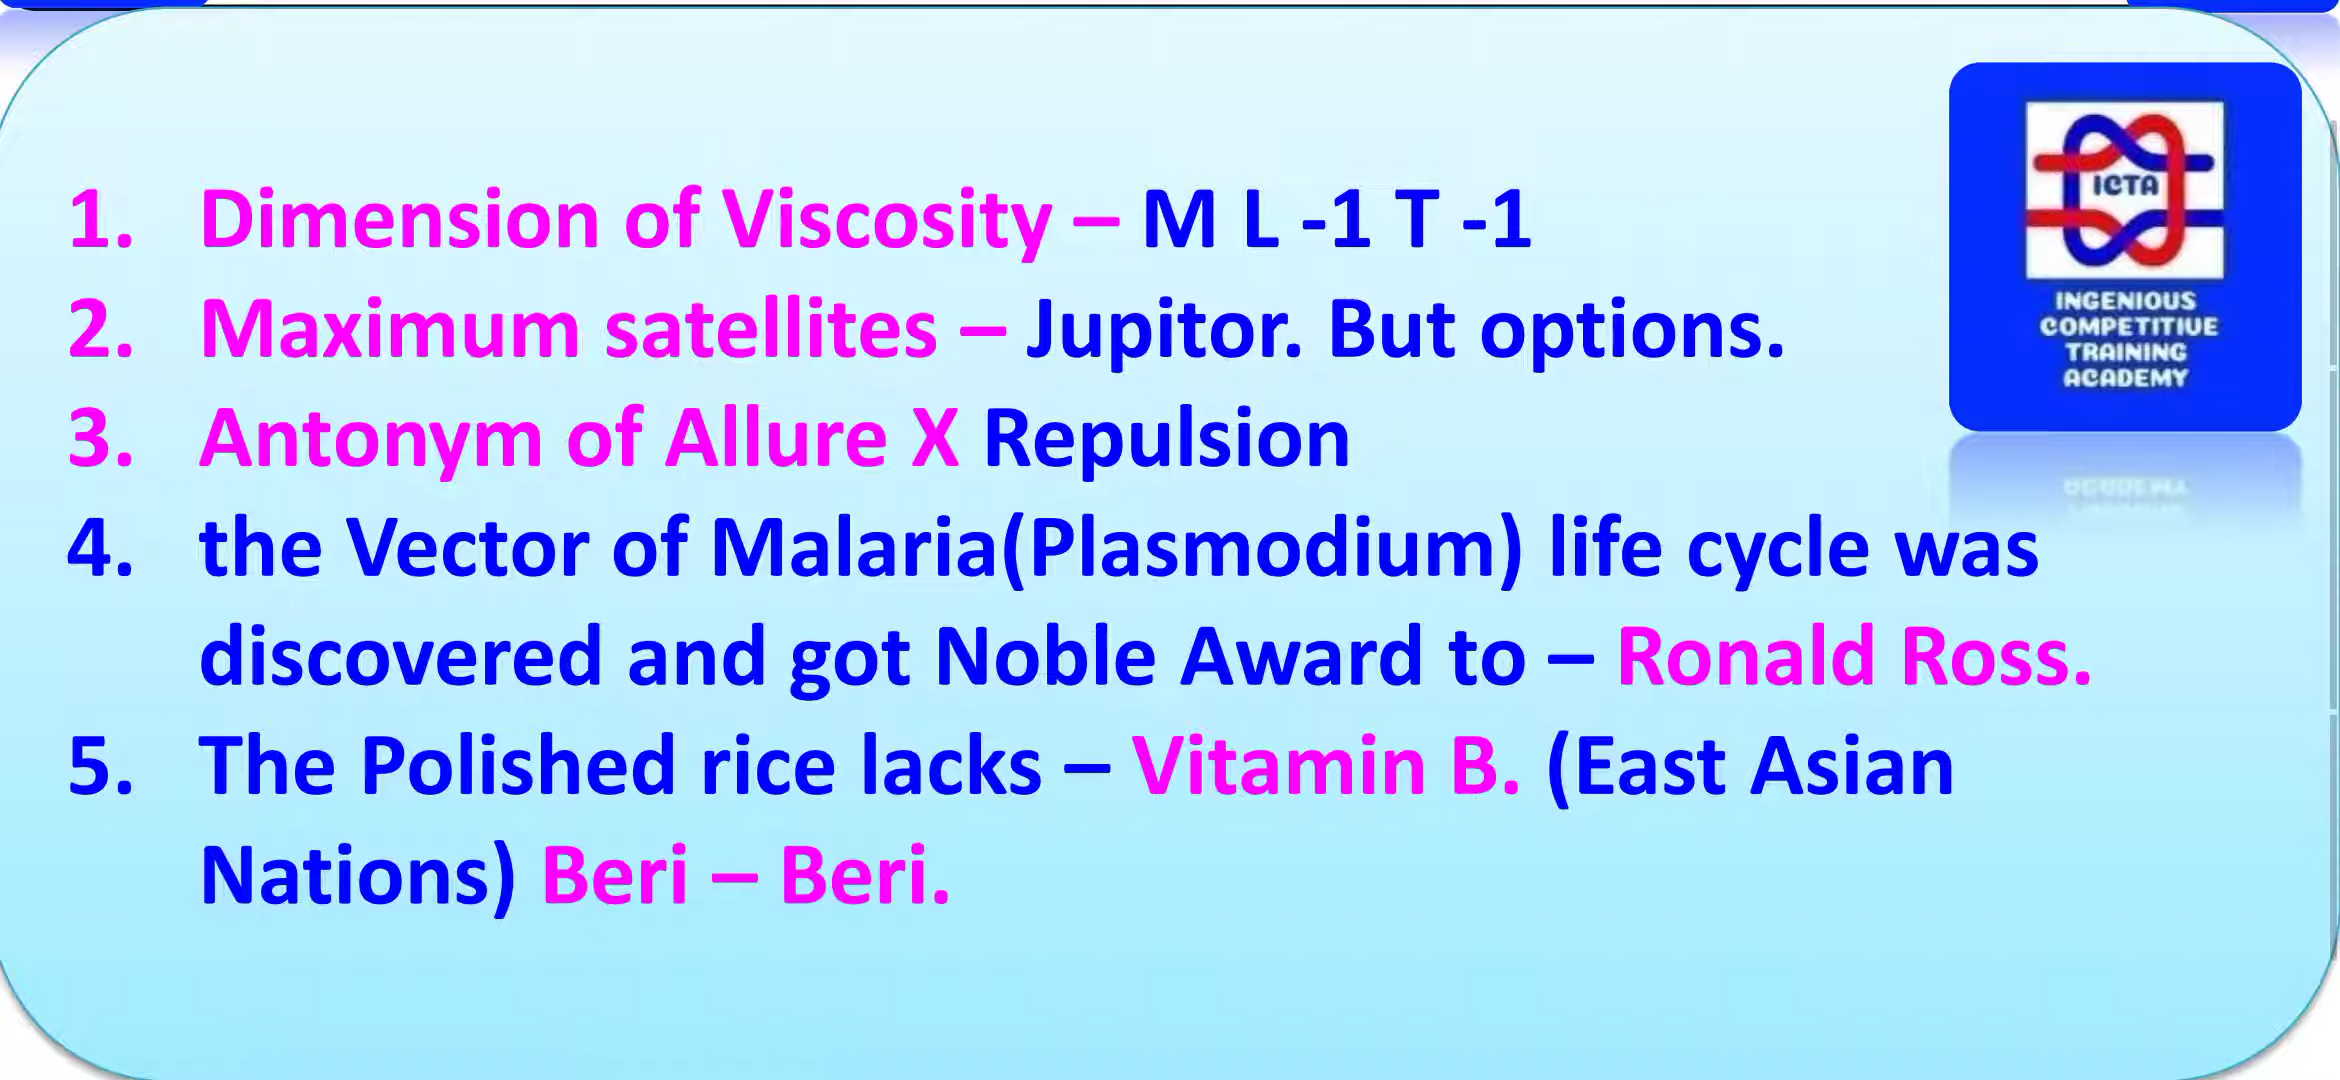 1. Dimension of Viscosity – M L -1 T -1
2. Maximum satellites – Jupitor. But options.
3. Antonym of Allure X Repulsion
4. the Vector of Malaria(Plasmodium) life cycle was
discovered and got Noble Award to – Ronald Ross.
5. The Polished rice lacks – Vitamin B. (East Asian
Nations) Beri – Beri.
ICTA
INGENIOUS
COMPETITIVE
TRAINING
ACADEMY